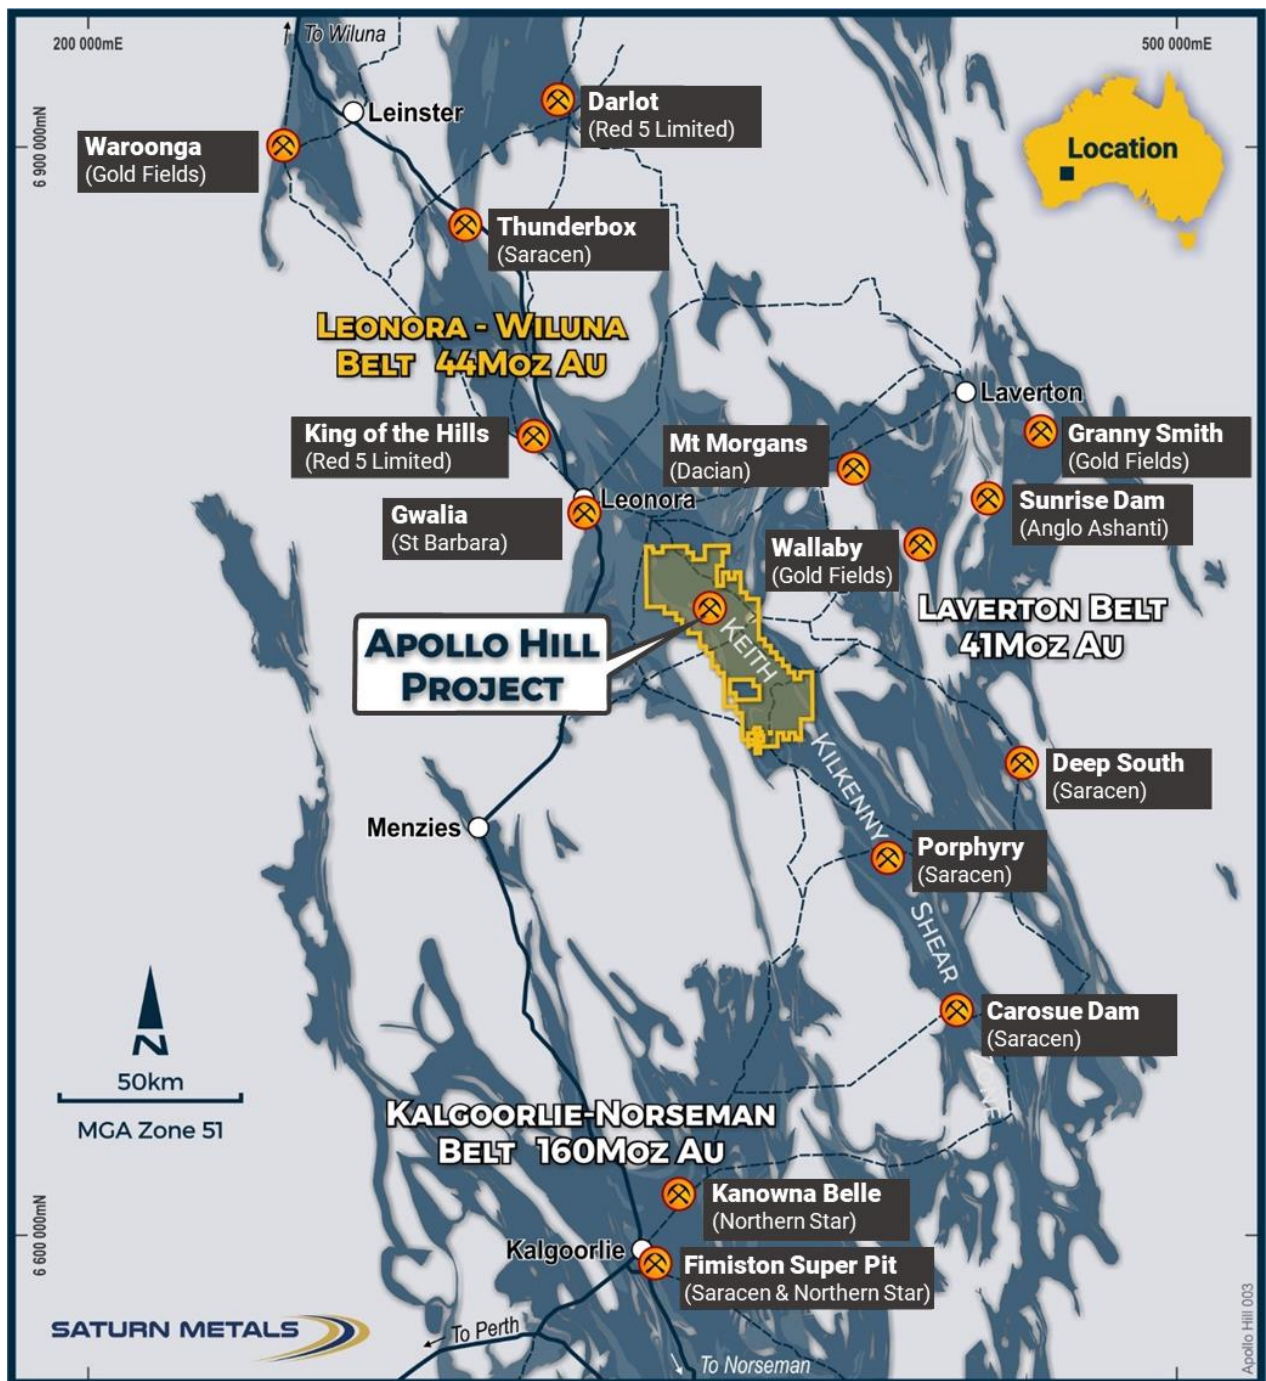 200 000mE
To Wiluna
500 000mE
6 900 000mN
Leinster
Darlot
(Red 5 Limited)
Waroonga
(Gold Fields)
Location
Thunderbox
(Saracen)
LEONORA - WILUNA
BELT 44MOZ AU
Laverton
King of the Hills
(Red 5 Limited)
Mt Morgans
(Dacian)
Granny Smith
(Gold Fields)
Leonora
Gwalia
(St Barbara)
Sunrise Dam
(Anglo Ashanti)
Wallaby
(Gold Fields)
LAVERTON BELT
41MOZ AU
APOLLO HILL
PROJECT
KEITH
KILKENNY
SHEAR
ZONE
Deep South
(Saracen)
Menzies
Porphyry
(Saracen)
Carosue Dam
(Saracen)
N
50km
MGA Zone 51
KALGOORLIE-NORSEMAN
BELT 160MOZ AU
Kanowna Belle
(Northern Star)
6 600 000mN
Kalgoorlie
Fimiston Super Pit
(Saracen & Northern Star)
SATURN METALS
To Perth
To Norseman
Apollo Hill 003